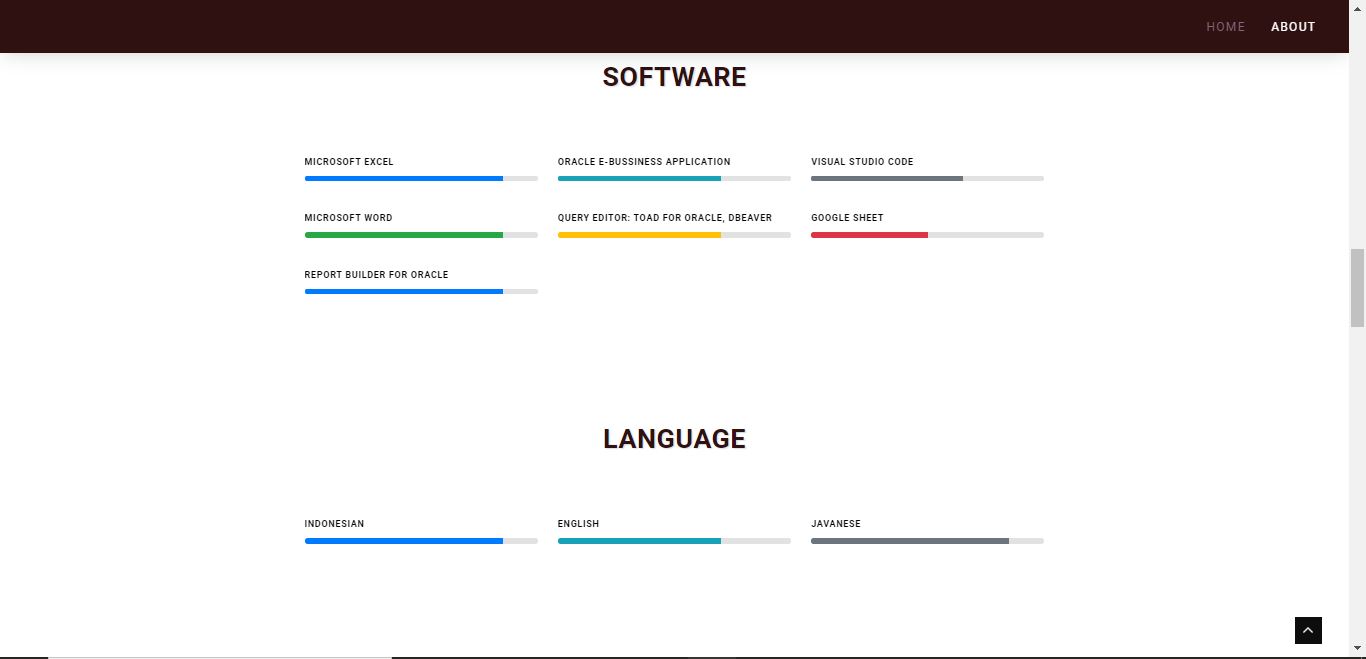 HOME ABOUT
SOFTWARE
MICROSOFT EXCEL
ORACLE E-BUSSINESS APPLICATION
VISUAL STUDIO CODE
MICROSOFT WORD
QUERY EDITOR: TOAD FOR ORACLE, DBEAVER
GOOGLE SHEET
REPORT BUILDER FOR ORACLE
LANGUAGE
INDONESIAN
ENGLISH
JAVANESE